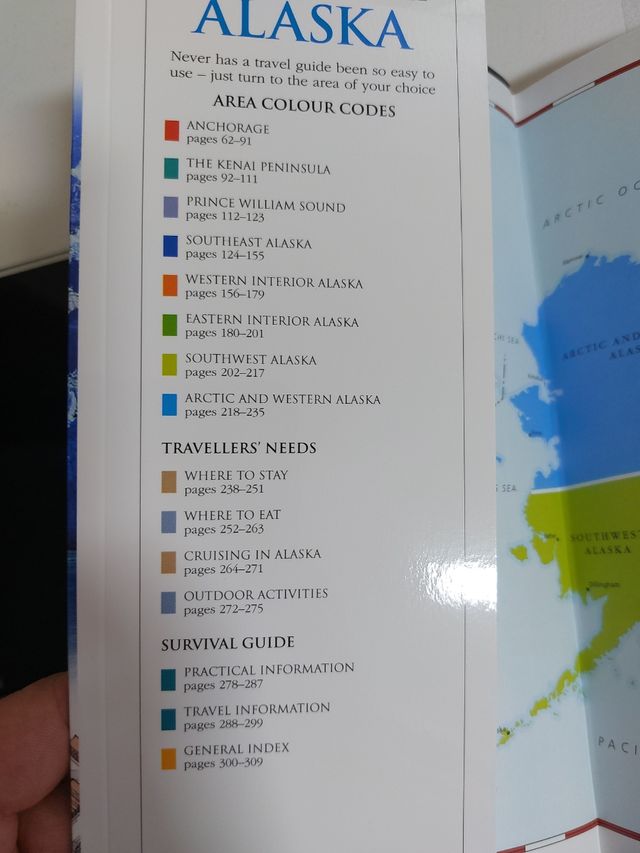 ALASKA
Never has a travel guide been so easy to
use – just turn to the area of your choice
AREA COLOUR CODES
ANCHORAGE
pages 62–91
THE KENAI PENINSULA
pages 92–111
PRINCE WILLIAM SOUND
pages 112–123
SOUTHEAST ALASKA
pages 124–155
WESTERN INTERIOR ALASKA
pages 156–179
EASTERN INTERIOR ALASKA
pages 180–201
SOUTHWEST ALASKA
pages 202–217
ARCTIC AND WESTERN ALASKA
pages 218–235
TRAVELLERS' NEEDS
WHERE TO STAY
pages 238–251
WHERE TO EAT
pages 252–263
CRUISING IN ALASKA
pages 264–271
OUTDOOR ACTIVITIES
pages 272–275
SURVIVAL GUIDE
PRACTICAL INFORMATION
pages 278–287
TRAVEL INFORMATION
pages 288–299
GENERAL INDEX
pages 300–309
ARCTIC OC
ARCTIC AND
ALAS
SEA
SOUTHWEST
ALASKA
Dillingham
PACI